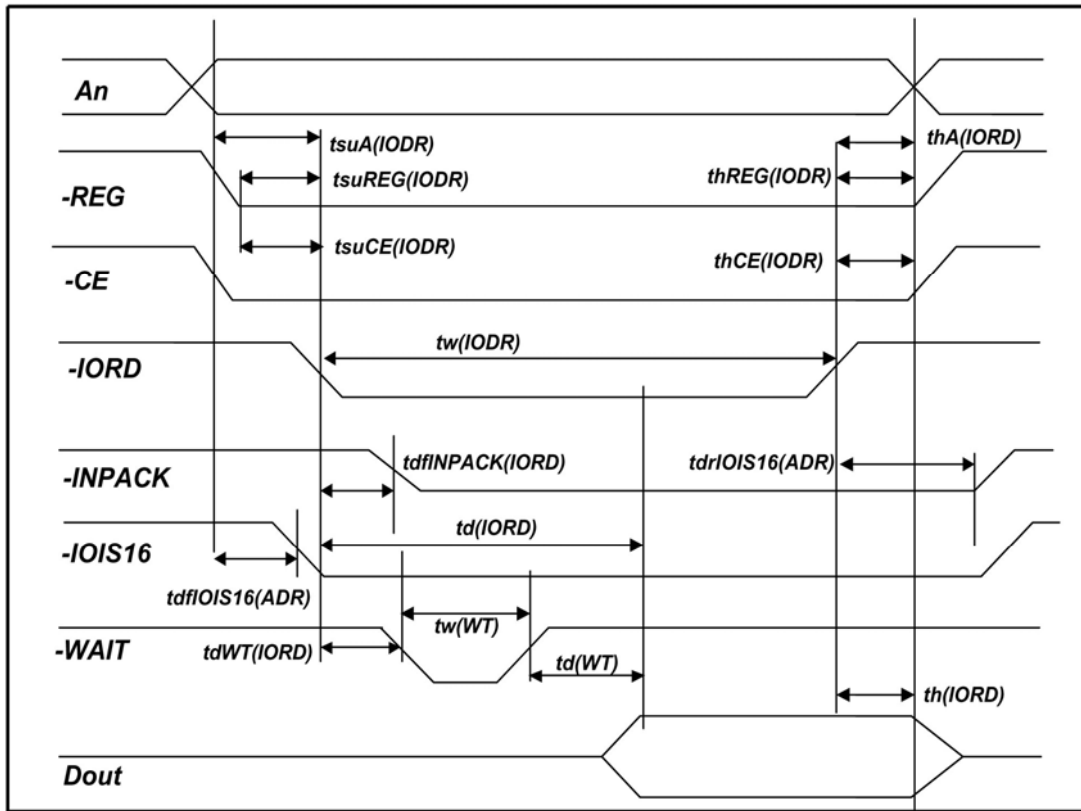 An
tsuA(IODR)
thA(IORD)
-REG
tsuREG(IODR)
thREG(IODR)
tsuCE(IODR)
thCE(IODR)
-CE
tw(IODR)
-IORD
-INPACK
tdfINPACK(IORD)
tdrIOIS16(ADR)
td(IORD)
-IOIS16
tdfIOIS16(ADR)
tw(WT)
-WAIT
tdWT(IORD)
td(WT)
th(IORD)
Dout